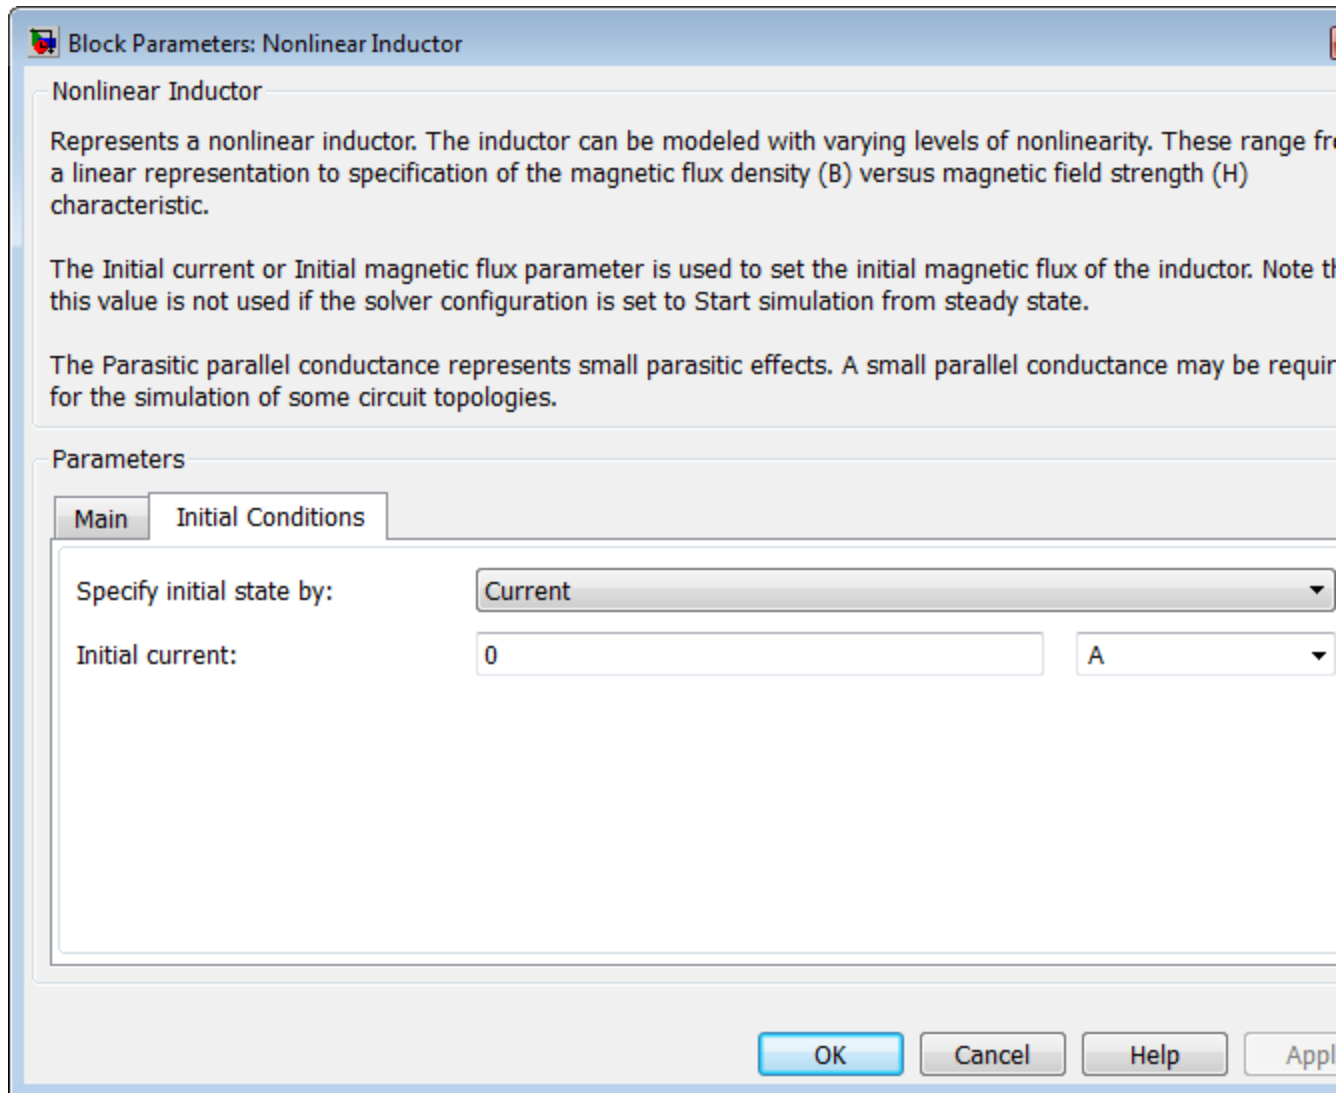 Block Parameters: Nonlinear Inductor
Nonlinear Inductor
Represents a nonlinear inductor. The inductor can be modeled with varying levels of nonlinearity. These range
a linear representation to specification of the magnetic flux density (B) versus magnetic field strength (H)
characteristic.
The Initial current or Initial magnetic flux parameter is used to set the initial magnetic flux of the inductor. Note
this value is not used if the solver configuration is set to Start simulation from steady state.
The Parasitic parallel conductance represents small parasitic effects. A small parallel conductance may be
for the simulation of some circuit topologies.
Parameters
Main
Initial Conditions
Specify initial state by:
Current
Initial current:
0
A
OK
Cancel
Help